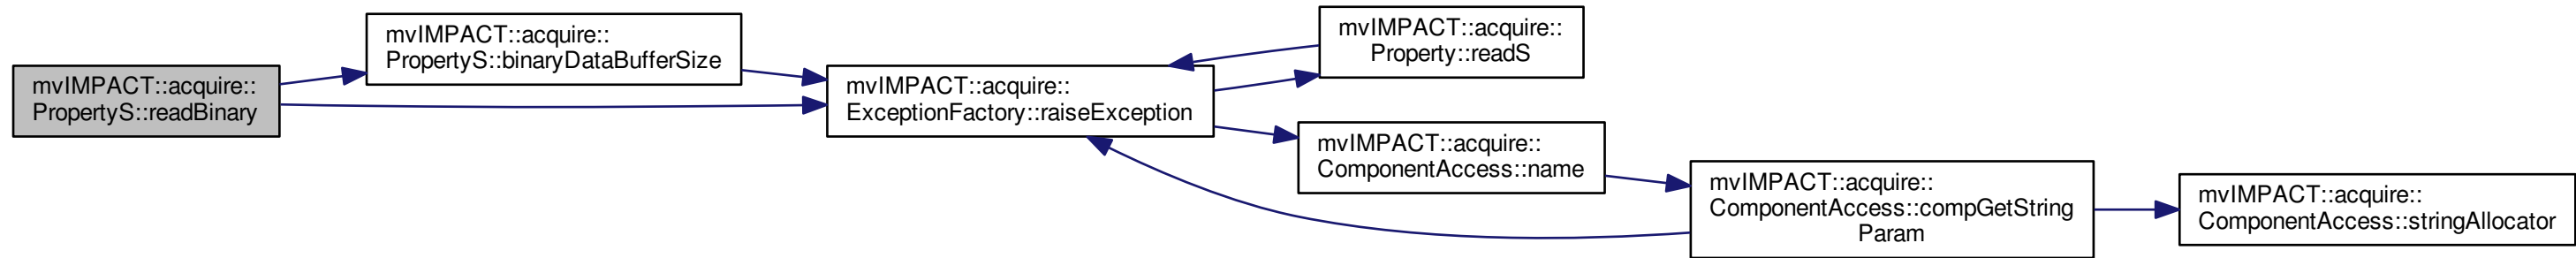 mvIMPACT::acquire::
PropertyS::readBinary
mvIMPACT::acquire::
PropertyS::binaryDataBufferSize
mvIMPACT::acquire::
ExceptionFactory::raiseException
mvIMPACT::acquire::
Property::readS
mvIMPACT::acquire::
ComponentAccess::name
mvIMPACT::acquire::
ComponentAccess::compGetString
Param
mvIMPACT::acquire::
ComponentAccess::stringAllocator